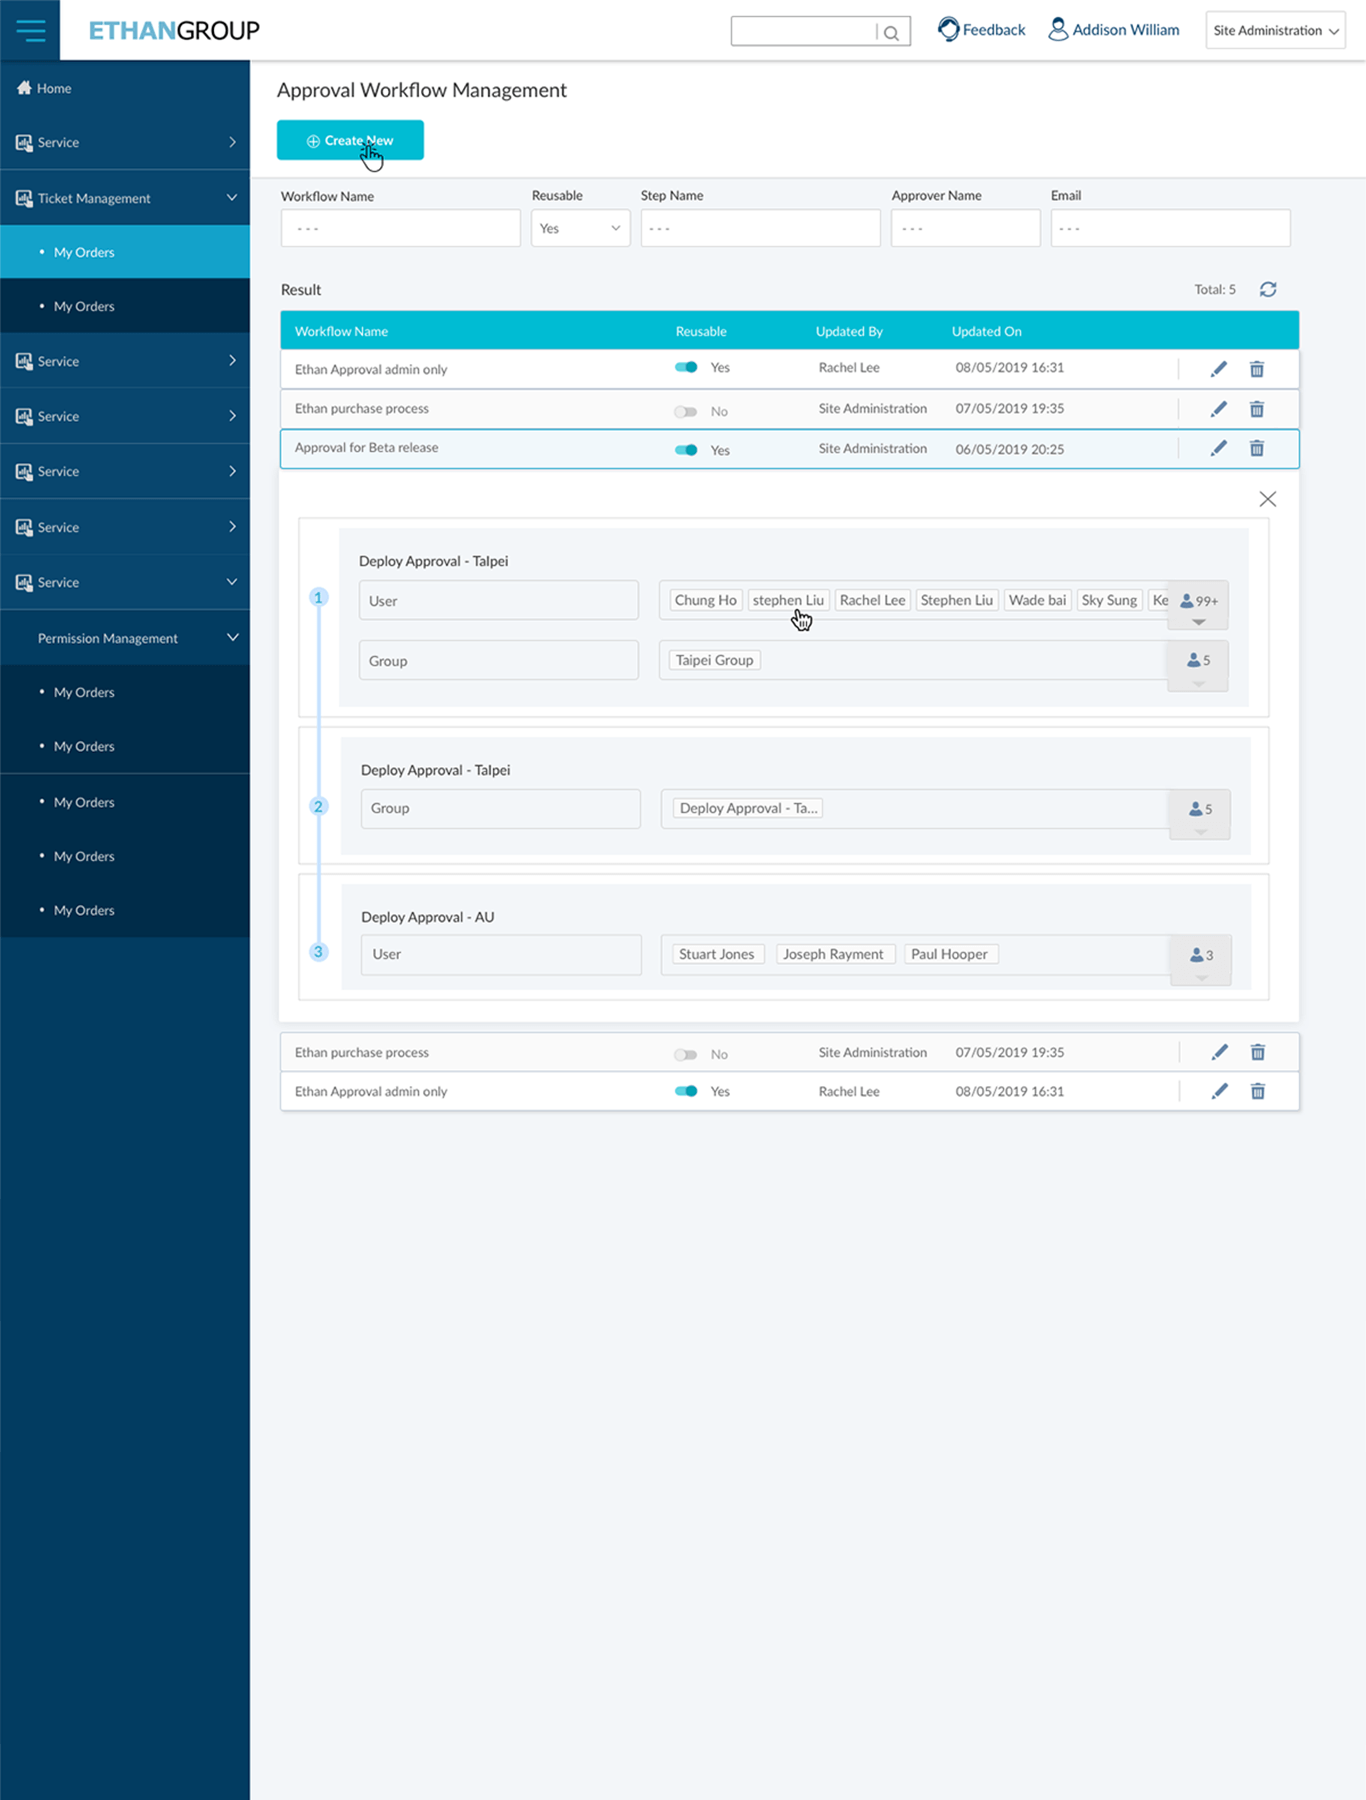 ETHANGROUP
Feedback
Addison William
Site Administration
Home
Service
Ticket Management
My Orders
My Orders
Service
Service
Service
Service
Service
Permission Management
My Orders
My Orders
My Orders
My Orders
My Orders
Approval Workflow Management
Create New
Workflow Name Reusable Step Name Approver Name Email
- - - Yes - - - - - - - - -
Result Total: 5
Workflow Name Reusable Updated By Updated On
Ethan Approval admin only Yes Rachel Lee 08/05/2019 16:31
Ethan purchase process No Site Administration 07/05/2019 19:35
Approval for Beta release Yes Site Administration 06/05/2019 20:25
Deploy Approval - Talpei
1 User Chung Ho stephen Liu Rachel Lee Stephen Liu Wade bai Sky Sung Ke 99+
Group Taipei Group 5
Deploy Approval - Talpei
2 Group Deploy Approval - Ta... 5
Deploy Approval - AU
3 User Stuart Jones Joseph Rayment Paul Hooper 3
Ethan purchase process No Site Administration 07/05/2019 19:35
Ethan Approval admin only Yes Rachel Lee 08/05/2019 16:31